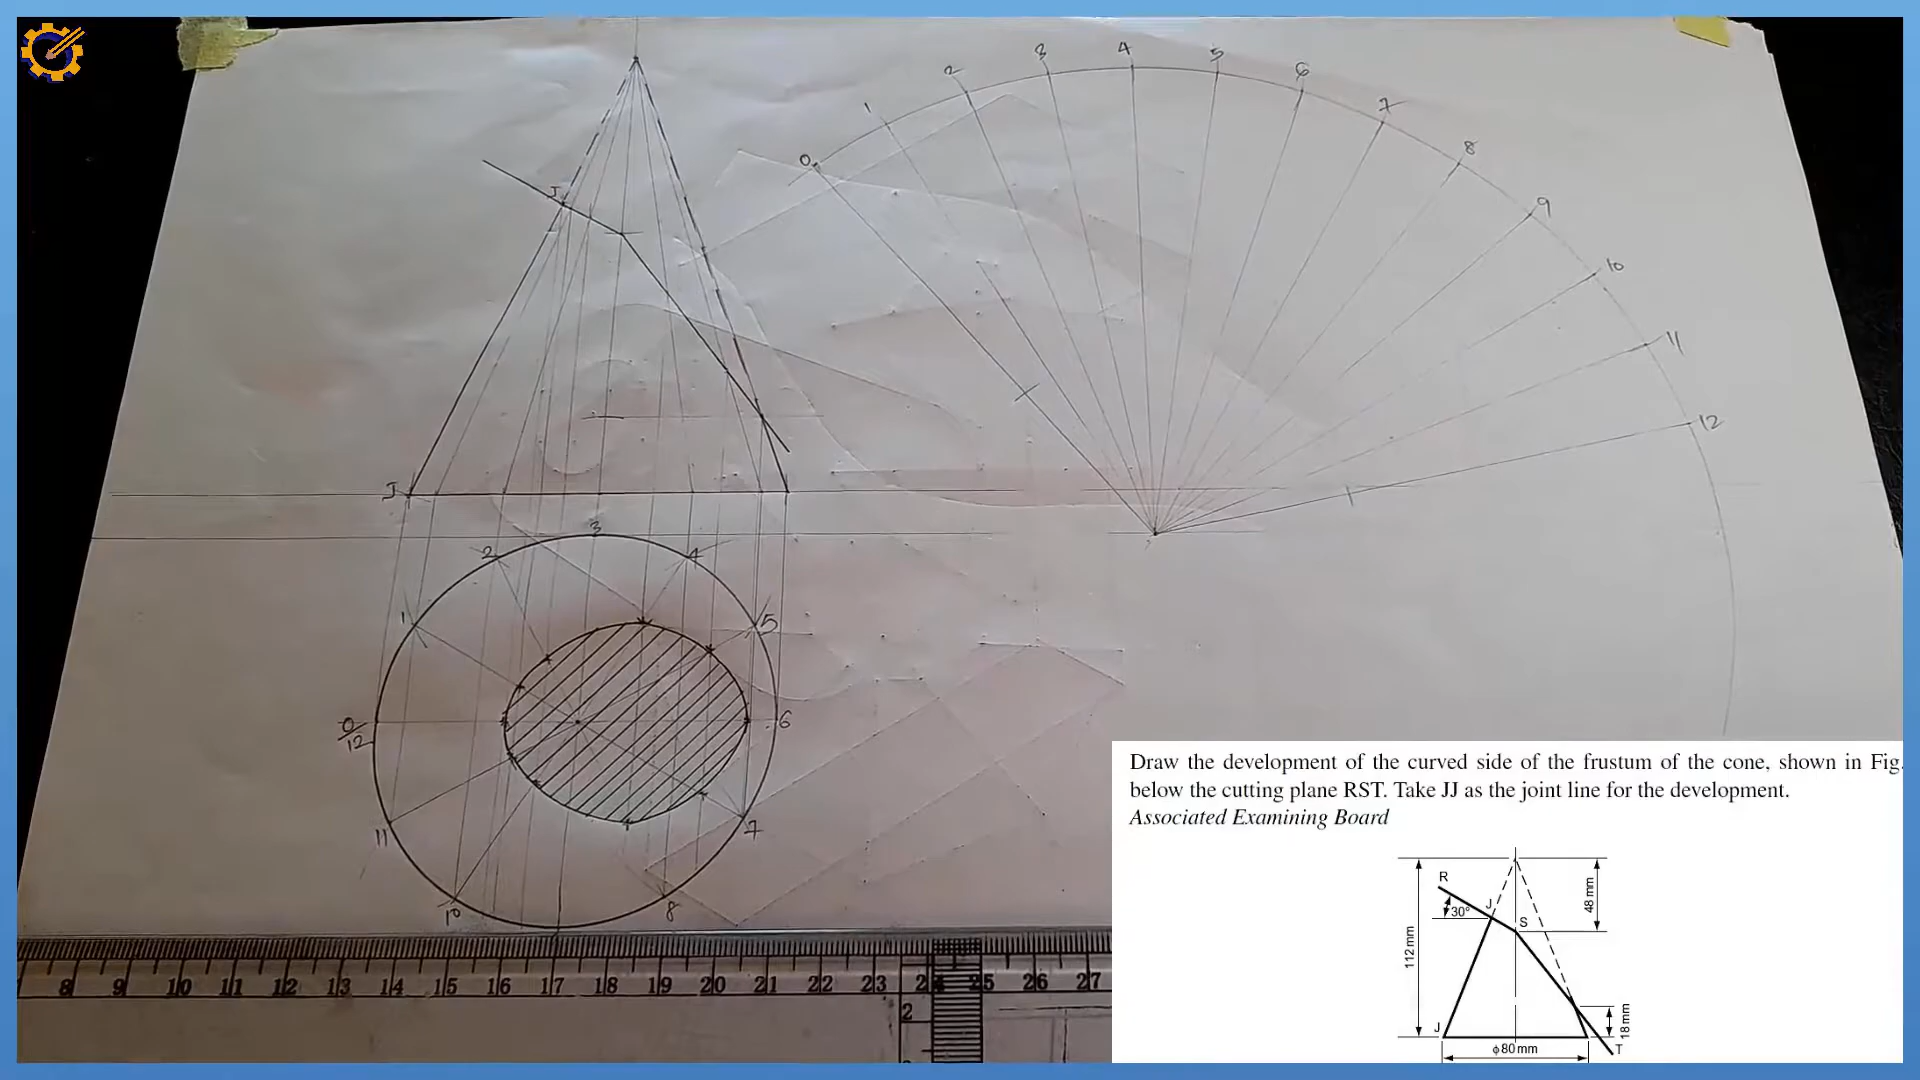 0
1
2
3
4
5
6
7
8
9
10
11
12
J
J
3
2
4
1
5
0/12
6
11
7
10
8
8 9 10 11 12 13 14 15 16 17 18 19 20 21 22 23 24 25 26 27
2
Draw the development of the curved side of the frustum of the cone, shown in Fig.
below the cutting plane RST. Take JJ as the joint line for the development.
Associated Examining Board
R
30°
J
S
48 mm
112 mm
J
18 mm
ϕ 80 mm
T